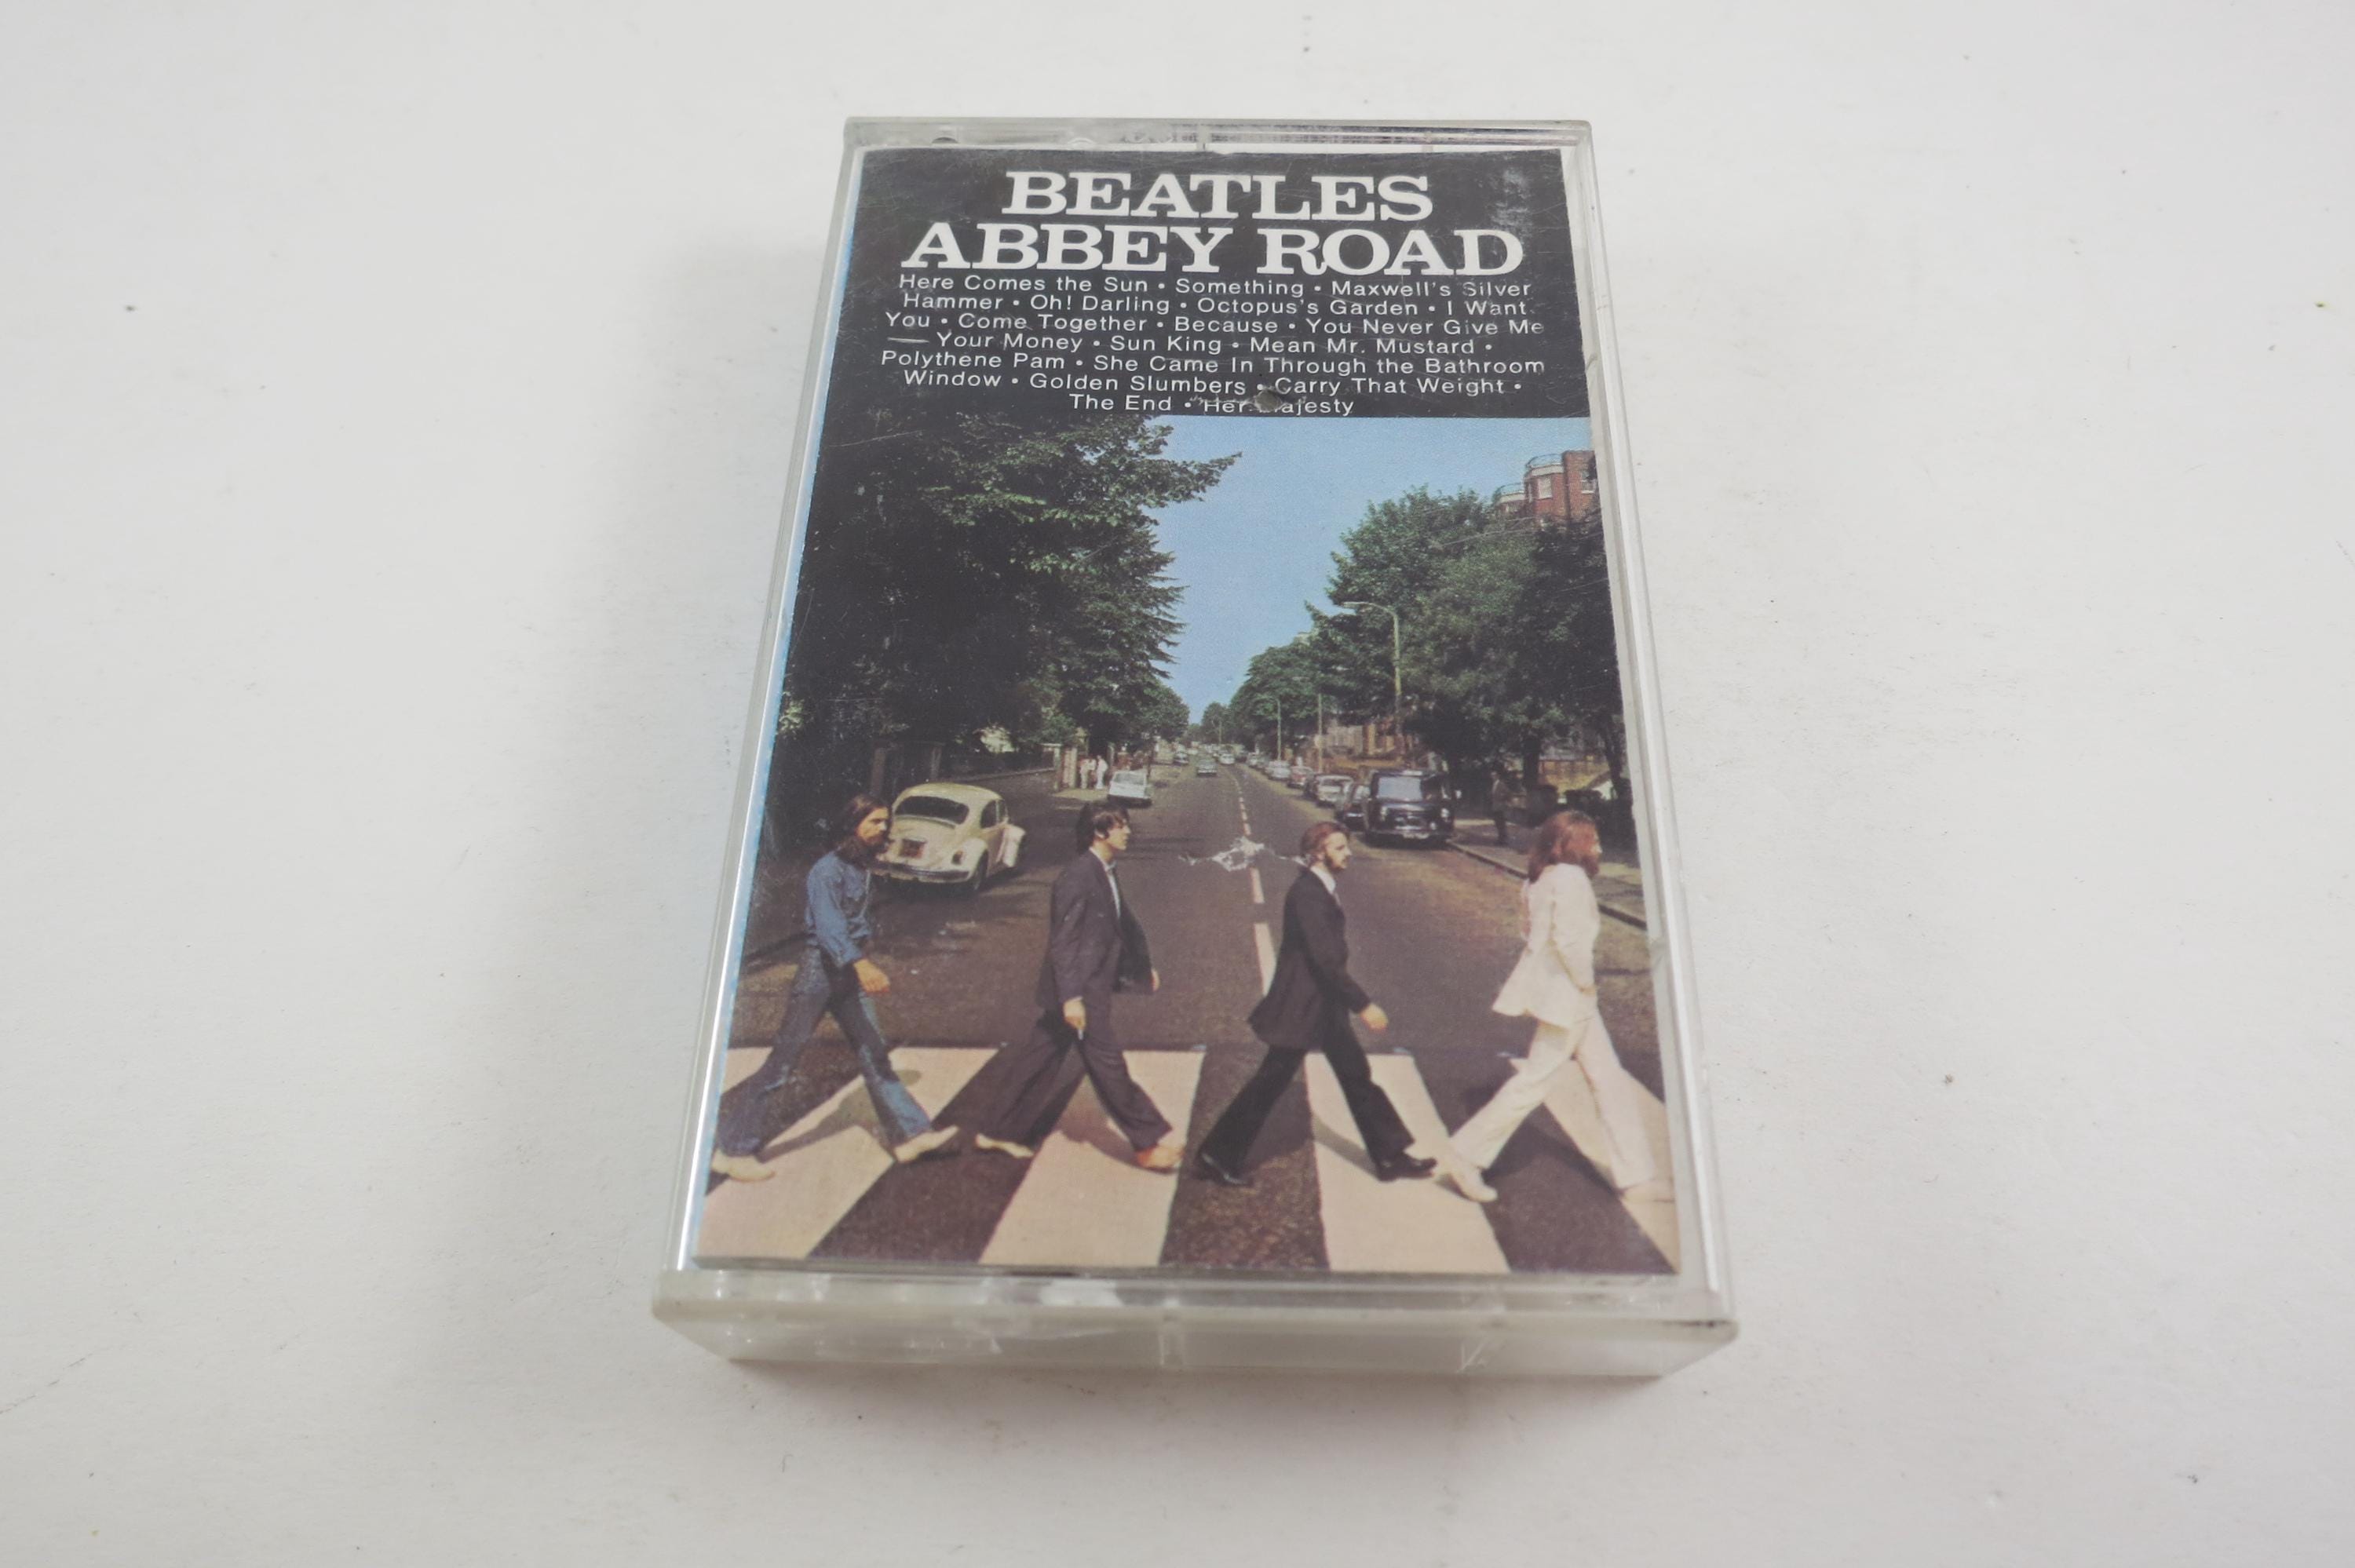 BEATLES
ABBEY ROAD
Here Comes the Sun • Something • Maxwell's Silver
Hammer • Oh! Darling • Octopus's Garden • I Want
You • Come Together • Because • You Never Give Me
Your Money • Sun King • Mean Mr. Mustard •
Polythene Pam • She Came In Through the Bathroom
Window • Golden Slumbers • Carry That Weight •
The End • Her Majesty